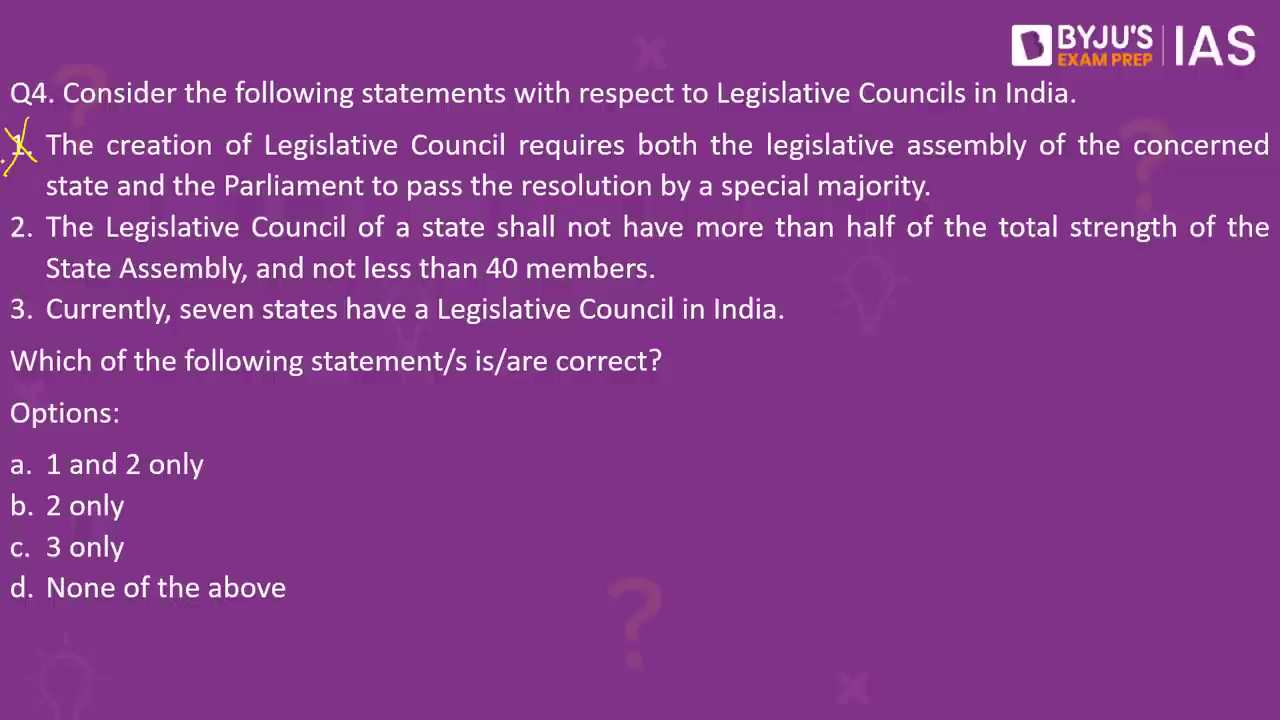 BYJU'S
EXAM PREP
IAS
Q4. Consider the following statements with respect to Legislative Councils in India.
1. The creation of Legislative Council requires both the legislative assembly of the concerned
state and the Parliament to pass the resolution by a special majority.
2. The Legislative Council of a state shall not have more than half of the total strength of the
State Assembly, and not less than 40 members.
3. Currently, seven states have a Legislative Council in India.
Which of the following statement/s is/are correct?
Options:
a. 1 and 2 only
b. 2 only
c. 3 only
d. None of the above